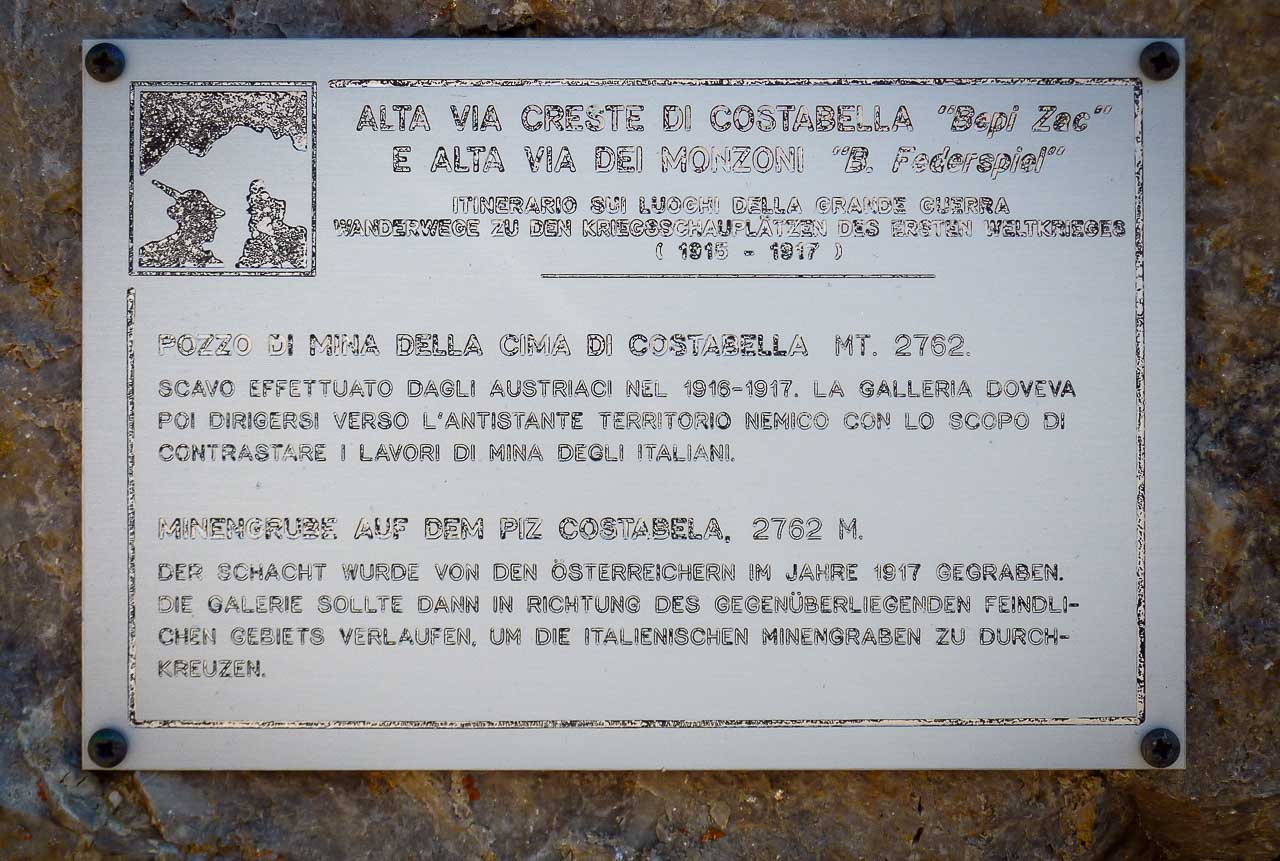 ALTA VIA CRESTE DI COSTABELLA "Bepi Zac"
E ALTA VIA DEI MONZONI "B. Federspiel"
ITINERARIO SUI LUOGHI DELLA GRANDE GUERRA
WANDERWEGE ZU DEN KRIEGSSCHAUPLÄTZEN DES ERSTEN WELTKRIEGES
( 1915 - 1917 )
POZZO DI MINA DELLA CIMA DI COSTABELLA MT. 2762.
SCAVO EFFETTUATO DAGLI AUSTRIACI NEL 1916-1917. LA GALLERIA DOVEVA
POI DIRIGERSI VERSO L'ANTISTANTE TERRITORIO NEMICO CON LO SCOPO DI
CONTRASTARE I LAVORI DI MINA DEGLI ITALIANI.
MINENGRUBE AUF DEM PIZ COSTABELA, 2762 M.
DER SCHACHT WURDE VON DEN ÖSTERREICHERN IM JAHRE 1917 GEGRABEN.
DIE GALERIE SOLLTE DANN IN RICHTUNG DES GEGENÜBERLIEGENDEN FEINDLI-
CHEN GEBIETS VERLAUFEN, UM DIE ITALIENISCHEN MINENGRABEN ZU DURCH-
KREUZEN.